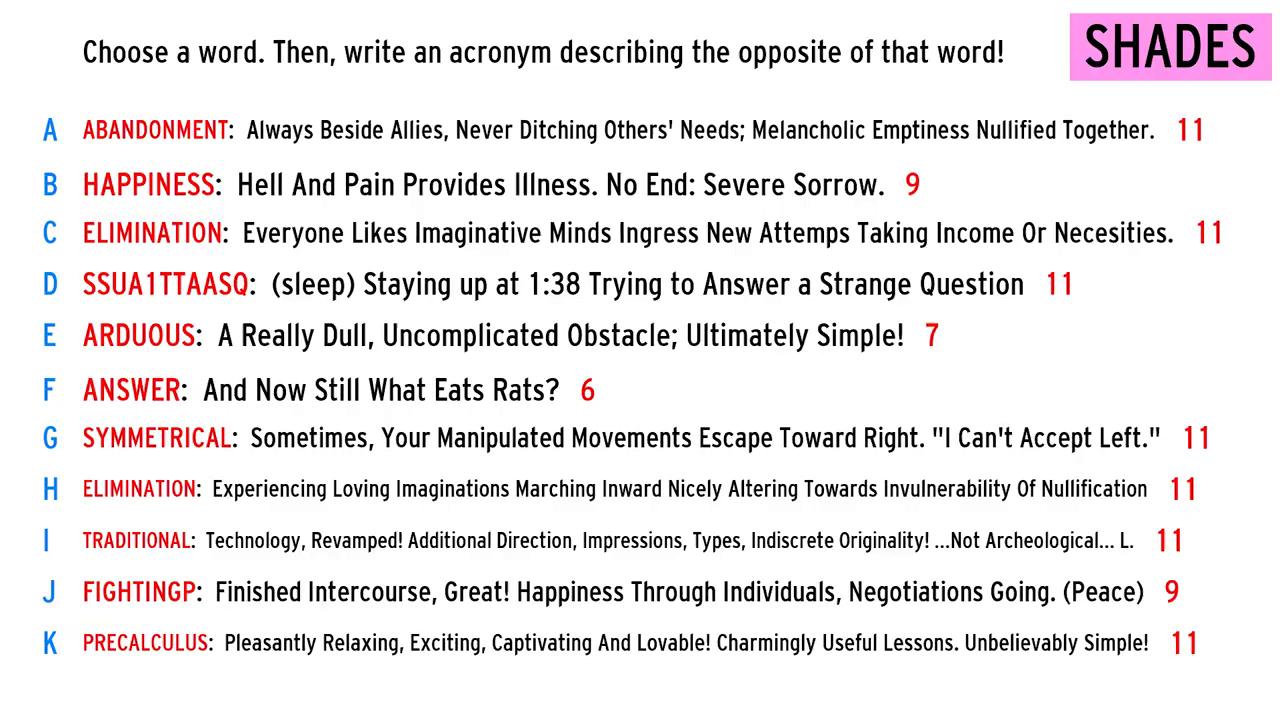 Choose a word. Then, write an acronym describing the opposite of that word! SHADES
A ABANDONMENT: Always Beside Allies, Never Ditching Others' Needs; Melancholic Emptiness Nullified Together. 11
B HAPPINESS: Hell And Pain Provides Illness. No End: Severe Sorrow. 9
C ELIMINATION: Everyone Likes Imaginative Minds Ingress New Attemps Taking Income Or Necesities. 11
D SSUA1TTAASQ: (sleep) Staying up at 1:38 Trying to Answer a Strange Question 11
E ARDUOUS: A Really Dull, Uncomplicated Obstacle; Ultimately Simple! 7
F ANSWER: And Now Still What Eats Rats? 6
G SYMMETRICAL: Sometimes, Your Manipulated Movements Escape Toward Right. "I Can't Accept Left." 11
H ELIMINATION: Experiencing Loving Imaginations Marching Inward Nicely Altering Towards Invulnerability Of Nullification 11
I TRADITIONAL: Technology, Revamped! Additional Direction, Impressions, Types, Indiscrete Originality! ...Not Archeological... L. 11
J FIGHTINGP: Finished Intercourse, Great! Happiness Through Individuals, Negotiations Going. (Peace) 9
K PRECALCULUS: Pleasantly Relaxing, Exciting, Captivating And Lovable! Charmingly Useful Lessons. Unbelievably Simple! 11